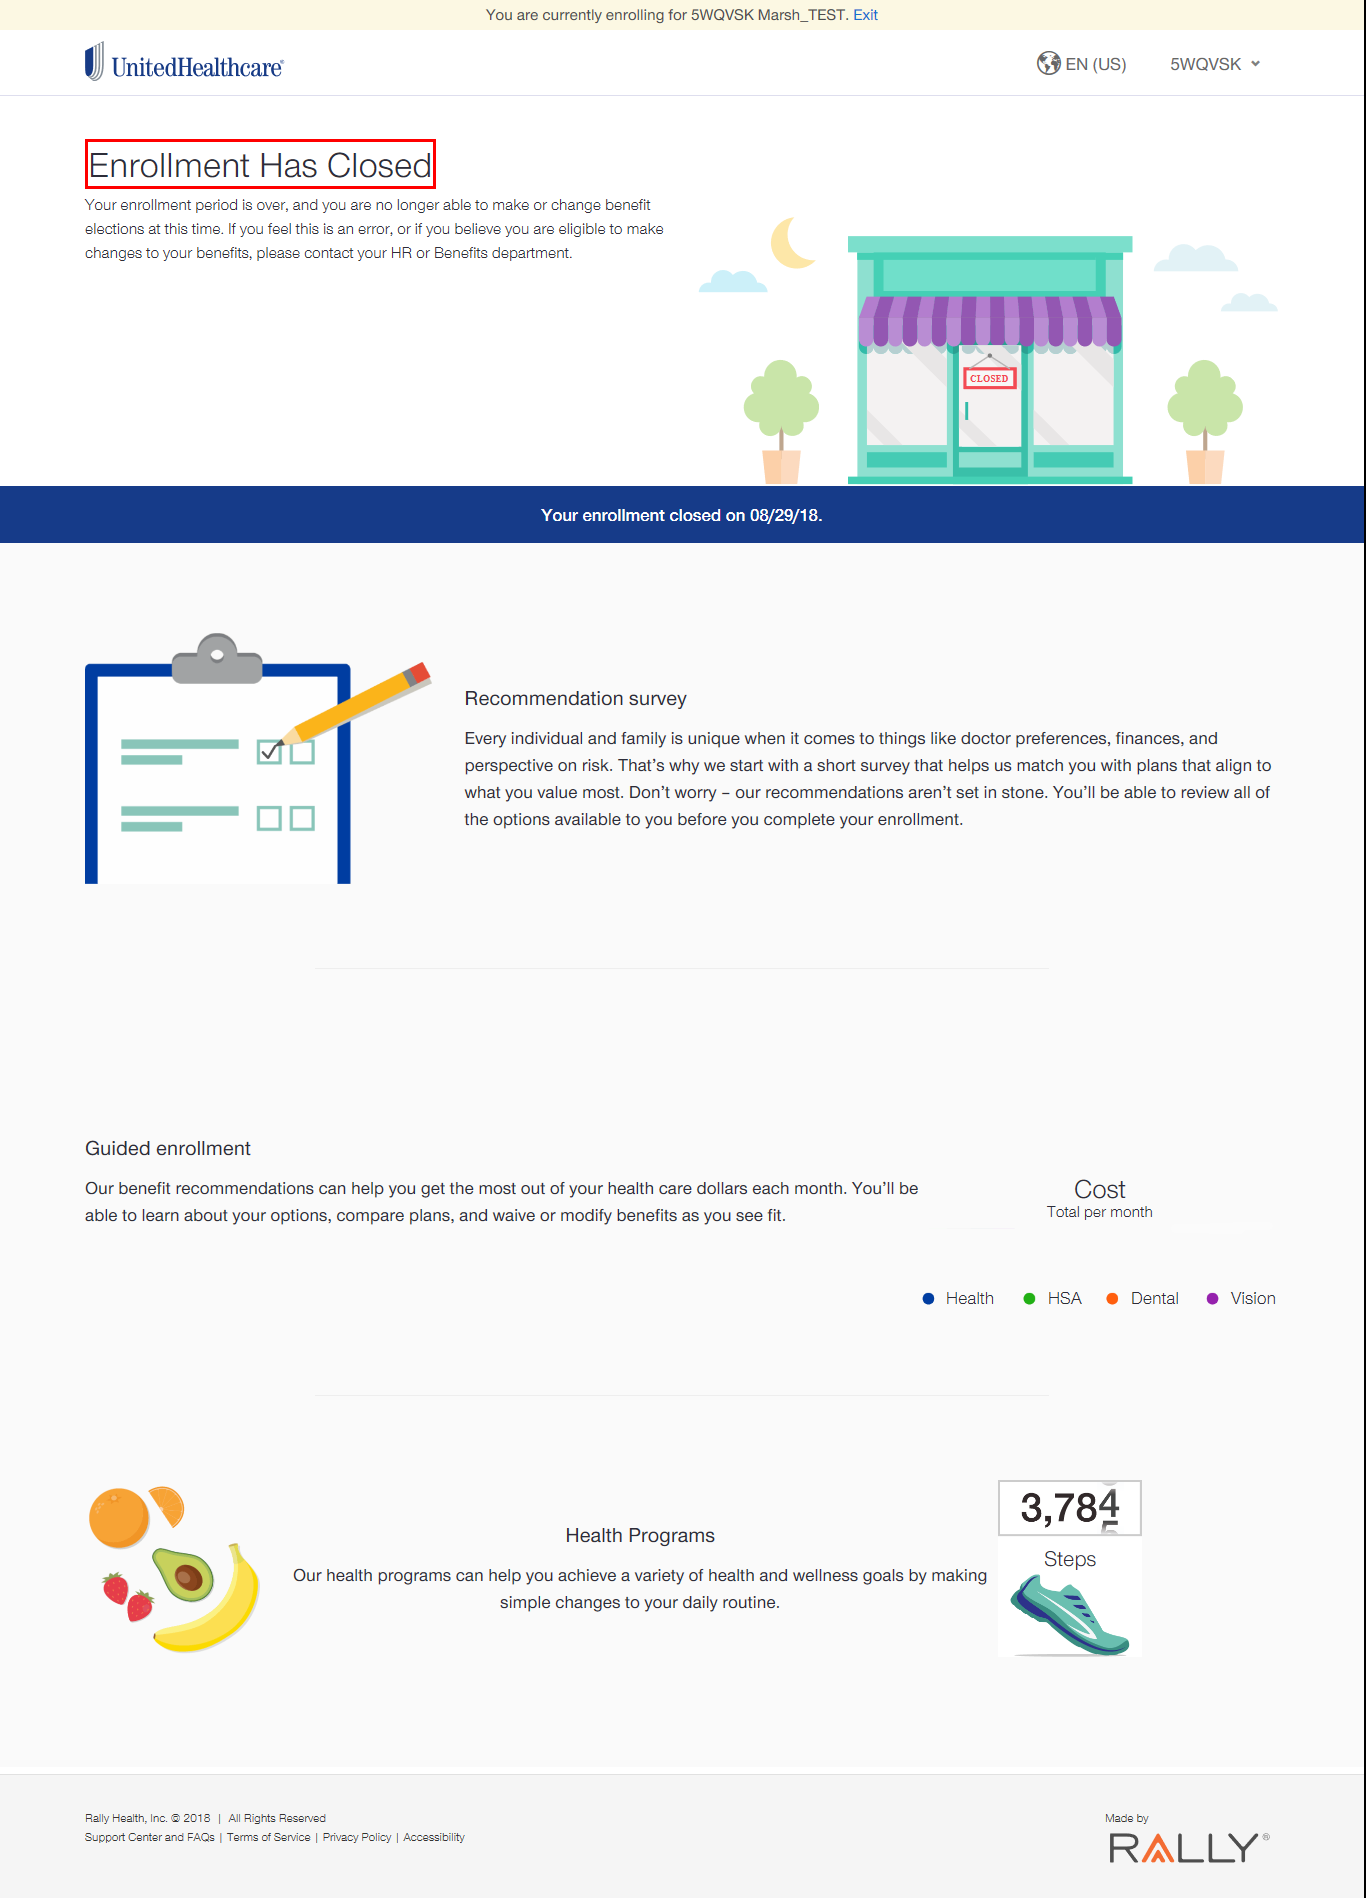 You are currently enrolling for 5WQVSK Marsh_TEST. Exit
UnitedHealthcare®
EN (US)
5WQVSK
Enrollment Has Closed
Your enrollment period is over, and you are no longer able to make or change benefit
elections at this time. If you feel this is an error, or if you believe you are eligible to make
changes to your benefits, please contact your HR or Benefits department.
CLOSED
Your enrollment closed on 08/29/18.
Recommendation survey
Every individual and family is unique when it comes to things like doctor preferences, finances, and
perspective on risk. That’s why we start with a short survey that helps us match you with plans that align to
what you value most. Don’t worry – our recommendations aren’t set in stone. You’ll be able to review all of
the options available to you before you complete your enrollment.
Guided enrollment
Our benefit recommendations can help you get the most out of your health care dollars each month. You’ll be
able to learn about your options, compare plans, and waive or modify benefits as you see fit.
Cost
Total per month
Health HSA Dental Vision
Health Programs
Our health programs can help you achieve a variety of health and wellness goals by making
simple changes to your daily routine.
3,784
5
Steps
Rally Health, Inc. © 2018 | All Rights Reserved
Support Center and FAQs | Terms of Service | Privacy Policy | Accessibility
Made by
RALLY®